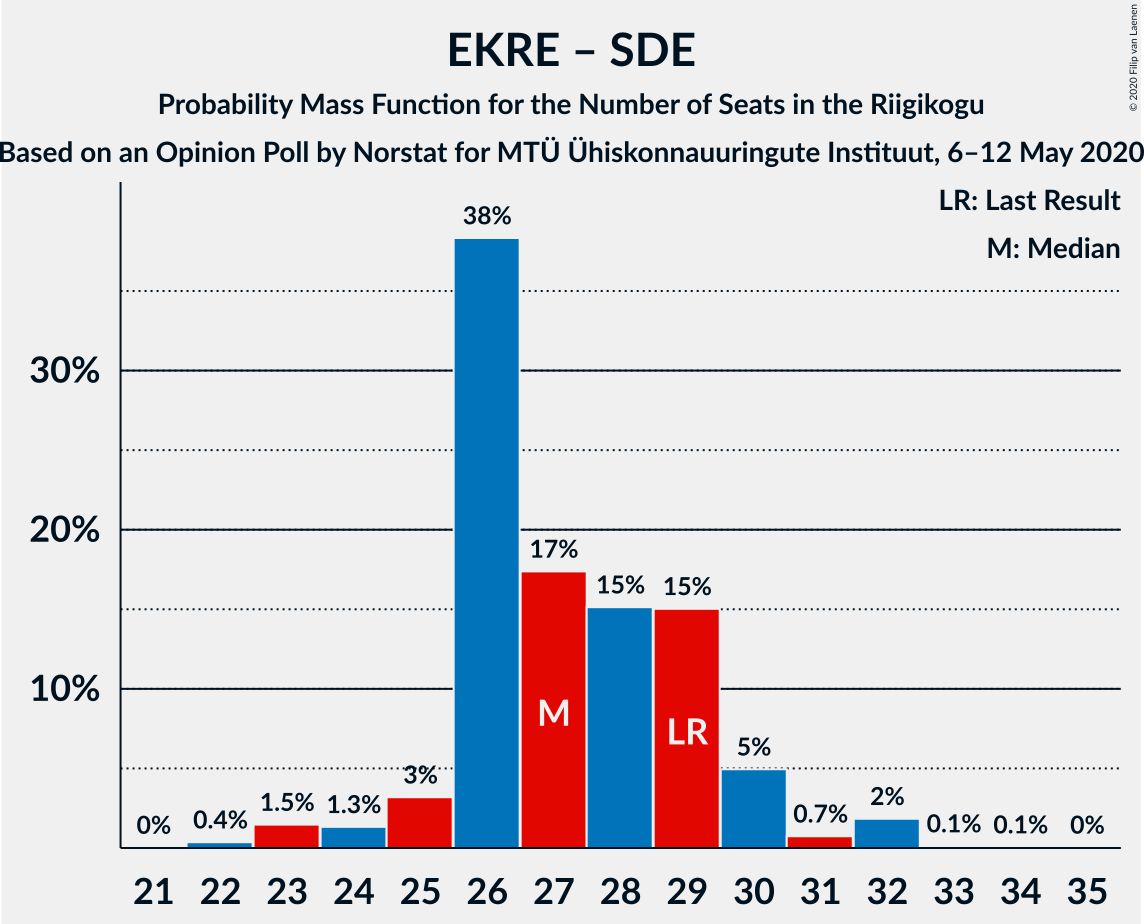 EKRE – SDE
Probability Mass Function for the Number of Seats in the Riigikogu
Based on an Opinion Poll by Norstat for MTÜ Ühiskonnauuringute Instituut, 6–12 May 2020
© 2020 Filip van Laenen
LR: Last Result
M: Median
38%
30%
20%
17%
15%
15%
10%
M
LR
5%
3%
2%
1.5%
1.3%
0.7%
0%
0.4%
0.1%
0.1%
0%
21 22 23 24 25 26 27 28 29 30 31 32 33 34 35